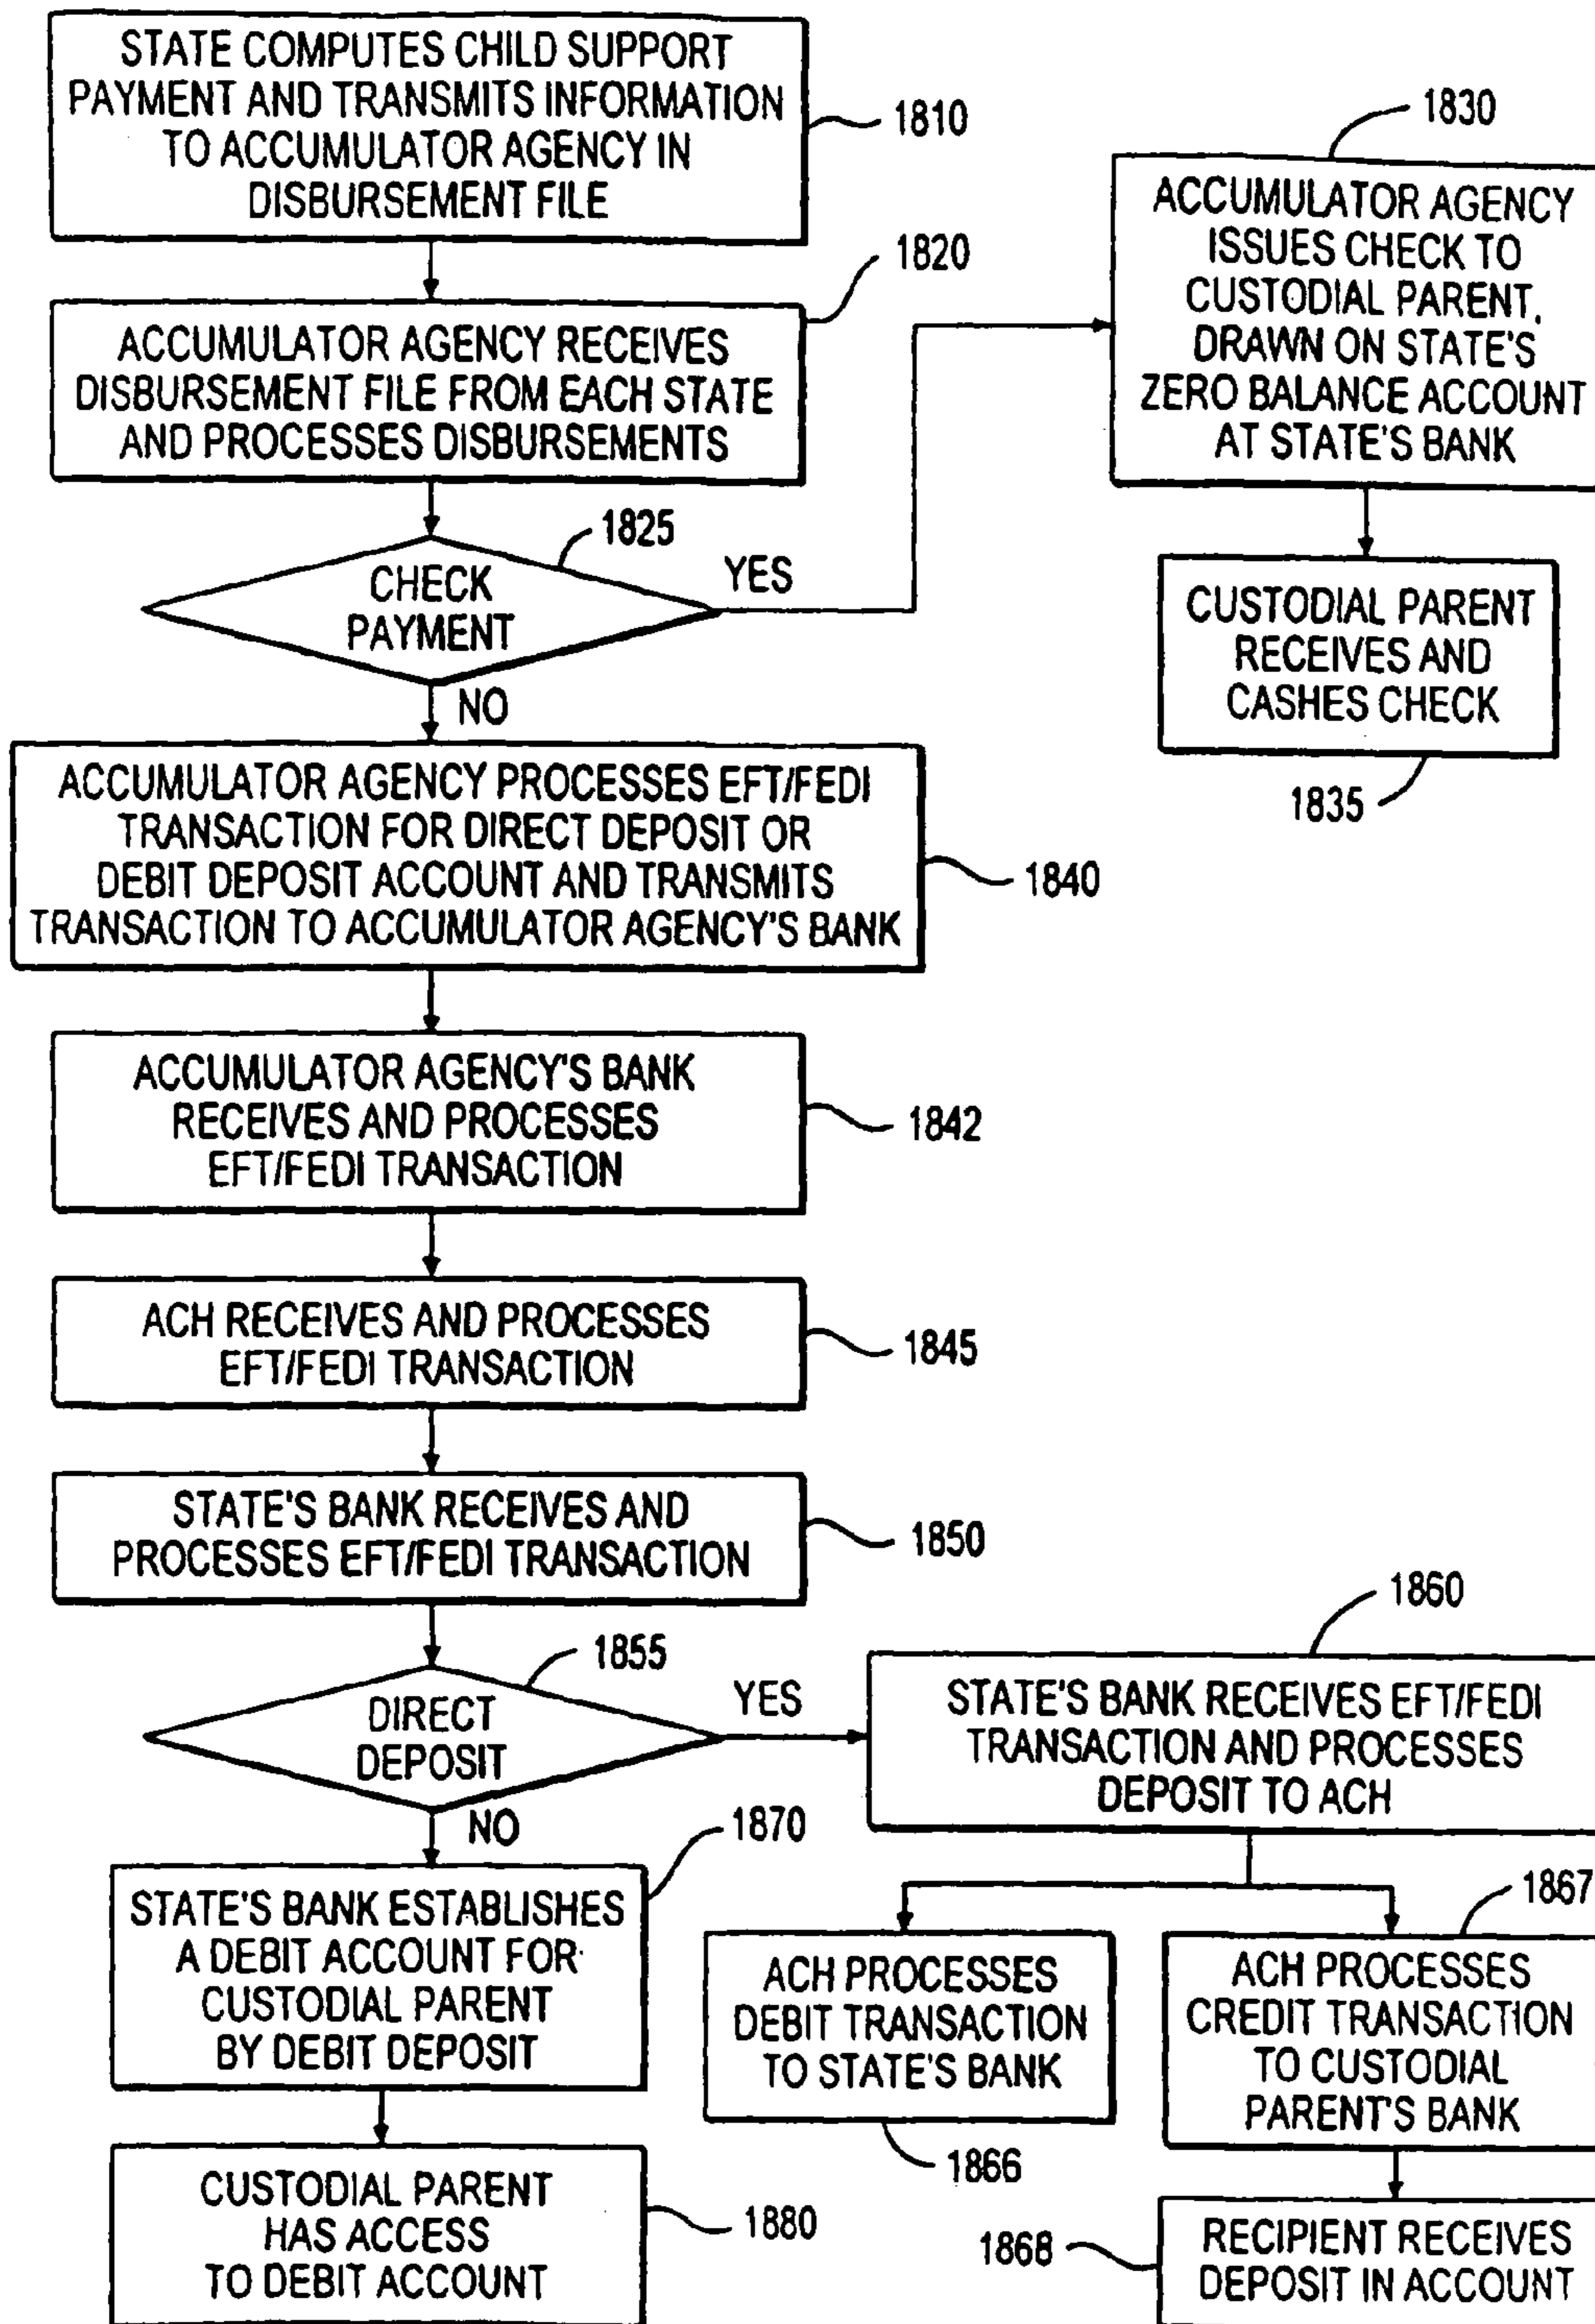 STATE COMPUTES CHILD SUPPORT
PAYMENT AND TRANSMITS INFORMATION
TO ACCUMULATOR AGENCY IN
DISBURSEMENT FILE
1810
1820
ACCUMULATOR AGENCY RECEIVES
DISBURSEMENT FILE FROM EACH STATE
AND PROCESSES DISBURSEMENTS
1825
CHECK
PAYMENT
YES
NO
1830
ACCUMULATOR AGENCY
ISSUES CHECK TO
CUSTODIAL PARENT,
DRAWN ON STATE'S
ZERO BALANCE ACCOUNT
AT STATE'S BANK
CUSTODIAL PARENT
RECEIVES AND
CASHES CHECK
1835
ACCUMULATOR AGENCY PROCESSES EFT/FEDI
TRANSACTION FOR DIRECT DEPOSIT OR
DEBIT DEPOSIT ACCOUNT AND TRANSMITS
TRANSACTION TO ACCUMULATOR AGENCY'S BANK
1840
ACCUMULATOR AGENCY'S BANK
RECEIVES AND PROCESSES
EFT/FEDI TRANSACTION
1842
ACH RECEIVES AND PROCESSES
EFT/FEDI TRANSACTION
1845
STATE'S BANK RECEIVES AND
PROCESSES EFT/FEDI TRANSACTION
1850
1855
DIRECT
DEPOSIT
YES
NO
1860
STATE'S BANK RECEIVES EFT/FEDI
TRANSACTION AND PROCESSES
DEPOSIT TO ACH
1870
STATE'S BANK ESTABLISHES
A DEBIT ACCOUNT FOR
CUSTODIAL PARENT
BY DEBIT DEPOSIT
ACH PROCESSES
DEBIT TRANSACTION
TO STATE'S BANK
1866
1867
ACH PROCESSES
CREDIT TRANSACTION
TO CUSTODIAL
PARENT'S BANK
CUSTODIAL PARENT
HAS ACCESS
TO DEBIT ACCOUNT
1880
1868
RECIPIENT RECEIVES
DEPOSIT IN ACCOUNT